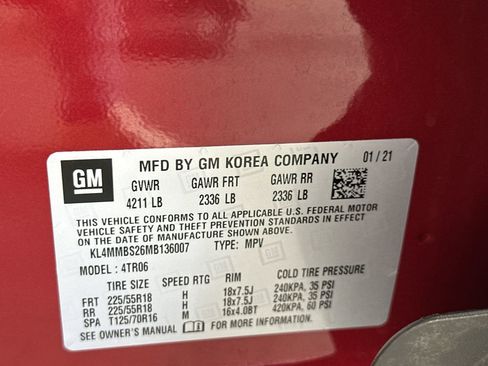 GM
MFD BY GM KOREA COMPANY 01/21
GVWR GAWR FRT GAWR RR
4211 LB 2336 LB 2336 LB
THIS VEHICLE CONFORMS TO ALL APPLICABLE U.S. FEDERAL MOTOR
VEHICLE SAFETY AND THEFT PREVENTION STANDARDS IN EFFECT
ON THE DATE OF MANUFACTURE SHOWN ABOVE.
KL4MMBS26MB136007 TYPE: MPV
MODEL: 4TR06
TIRE SIZE SPEED RTG RIM COLD TIRE PRESSURE
FRT 225/55R18 H 18x7.5J 240KPA, 35 PSI
RR 225/55R18 H 18x7.5J 240KPA, 35 PSI
SPA T125/70R16 M 16x4.0BT 420KPA, 60 PSI
SEE OWNER'S MANUAL FOR MORE INFORMATION.